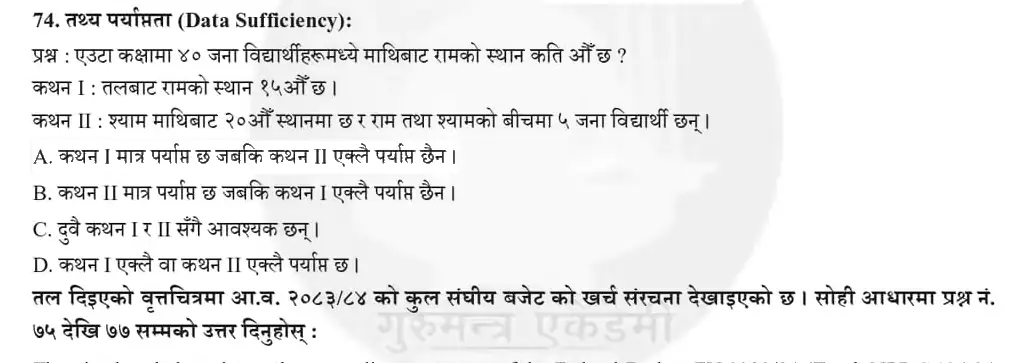 74. तथ्य पर्याप्तता (Data Sufficiency):
प्रश्न : एउटा कक्षामा ४० जना विद्यार्थीहरूमध्ये माथिबाट रामको स्थान कति औँ छ ?
कथन I : तलबाट रामको स्थान १५औँ छ ।
कथन II : श्याम माथिबाट २०औँ स्थानमा छ र राम तथा श्यामको बीचमा ५ जना विद्यार्थी छन् ।
A. कथन I मात्र पर्याप्त छ जबकि कथन II एक्लै पर्याप्त छैन ।
B. कथन II मात्र पर्याप्त छ जबकि कथन I एक्लै पर्याप्त छैन ।
C. दुवै कथन I र II सँगै आवश्यक छन् ।
D. कथन I एक्लै वा कथन II एक्लै पर्याप्त छ ।
तल दिइएको वृत्तचित्रमा आ.व. २०८३/८४ को कुल संघीय बजेट को खर्च संरचना देखाइएको छ । सोही आधारमा प्रश्न नं.
७५ देखि ७७ सम्मको उत्तर दिनुहोस् :
गुरुमन्त्र एकेडमी